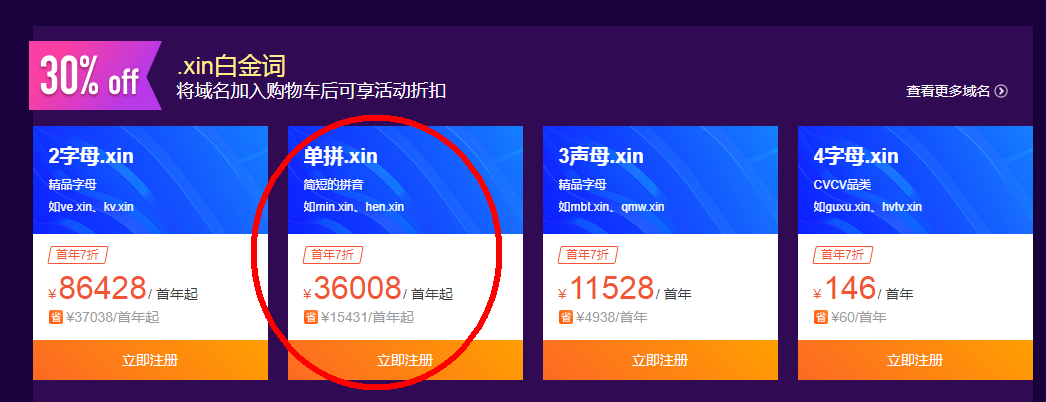 30% off
.xin白金词
将域名加入购物车后可享活动折扣
查看更多域名
2字母.xin
精品字母
如ve.xin、kv.xin
首年7折
¥86428/ 首年起
省 ¥37038/首年起
立即注册
单拼.xin
简短的拼音
如min.xin、hen.xin
首年7折
¥36008/ 首年起
省 ¥15431/首年起
立即注册
3声母.xin
精品字母
如mbt.xin、qmw.xin
首年7折
¥11528/ 首年
省 ¥4938/首年
立即注册
4字母.xin
CVCV品类
如guxu.xin、hvtv.xin
首年7折
¥146/ 首年
省 ¥60/首年
立即注册